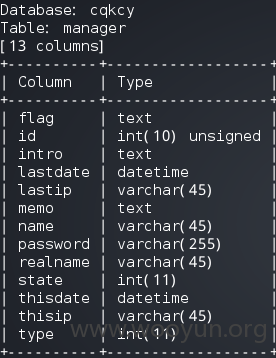 Database: cqkcy
Table: manager
[13 columns]
+-----------+------------------+
| Column | Type |
+-----------+------------------+
| flag | text |
| id | int(10) unsigned |
| intro | text |
| lastdate | datetime |
| lastip | varchar(45) |
| memo | text |
| name | varchar(45) |
| password | varchar(255) |
| realname | varchar(45) |
| state | int(11) |
| thisdate | datetime |
| thisip | varchar(45) |
| type | int(11) |
+-----------+------------------+
www.wooyun.org